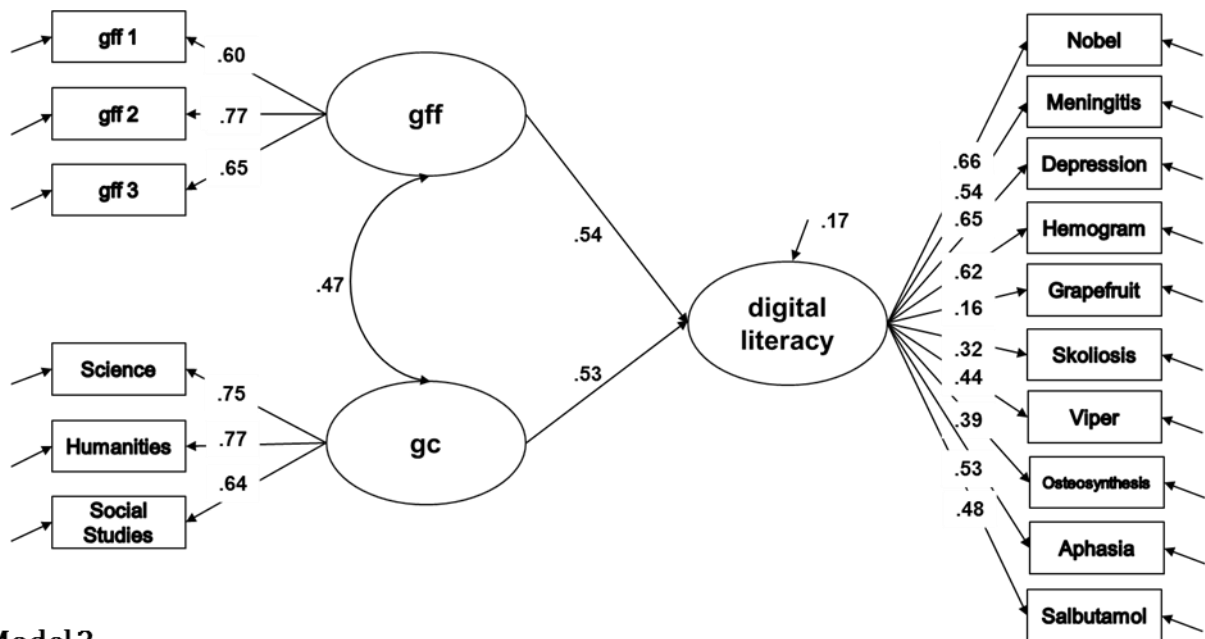 gff 1
gff 2
gff 3
.60
.77
.65
gff
.47
Science
Humanities
Social
Studies
.75
.77
.64
gc
.54
.53
.17
digital
literacy
.66
.54
.65
.62
.16
.32
.44
.39
.53
.48
Nobel
Meningitis
Depression
Hemogram
Grapefruit
Skoliosis
Viper
Osteosynthesis
Aphasia
Salbutamol